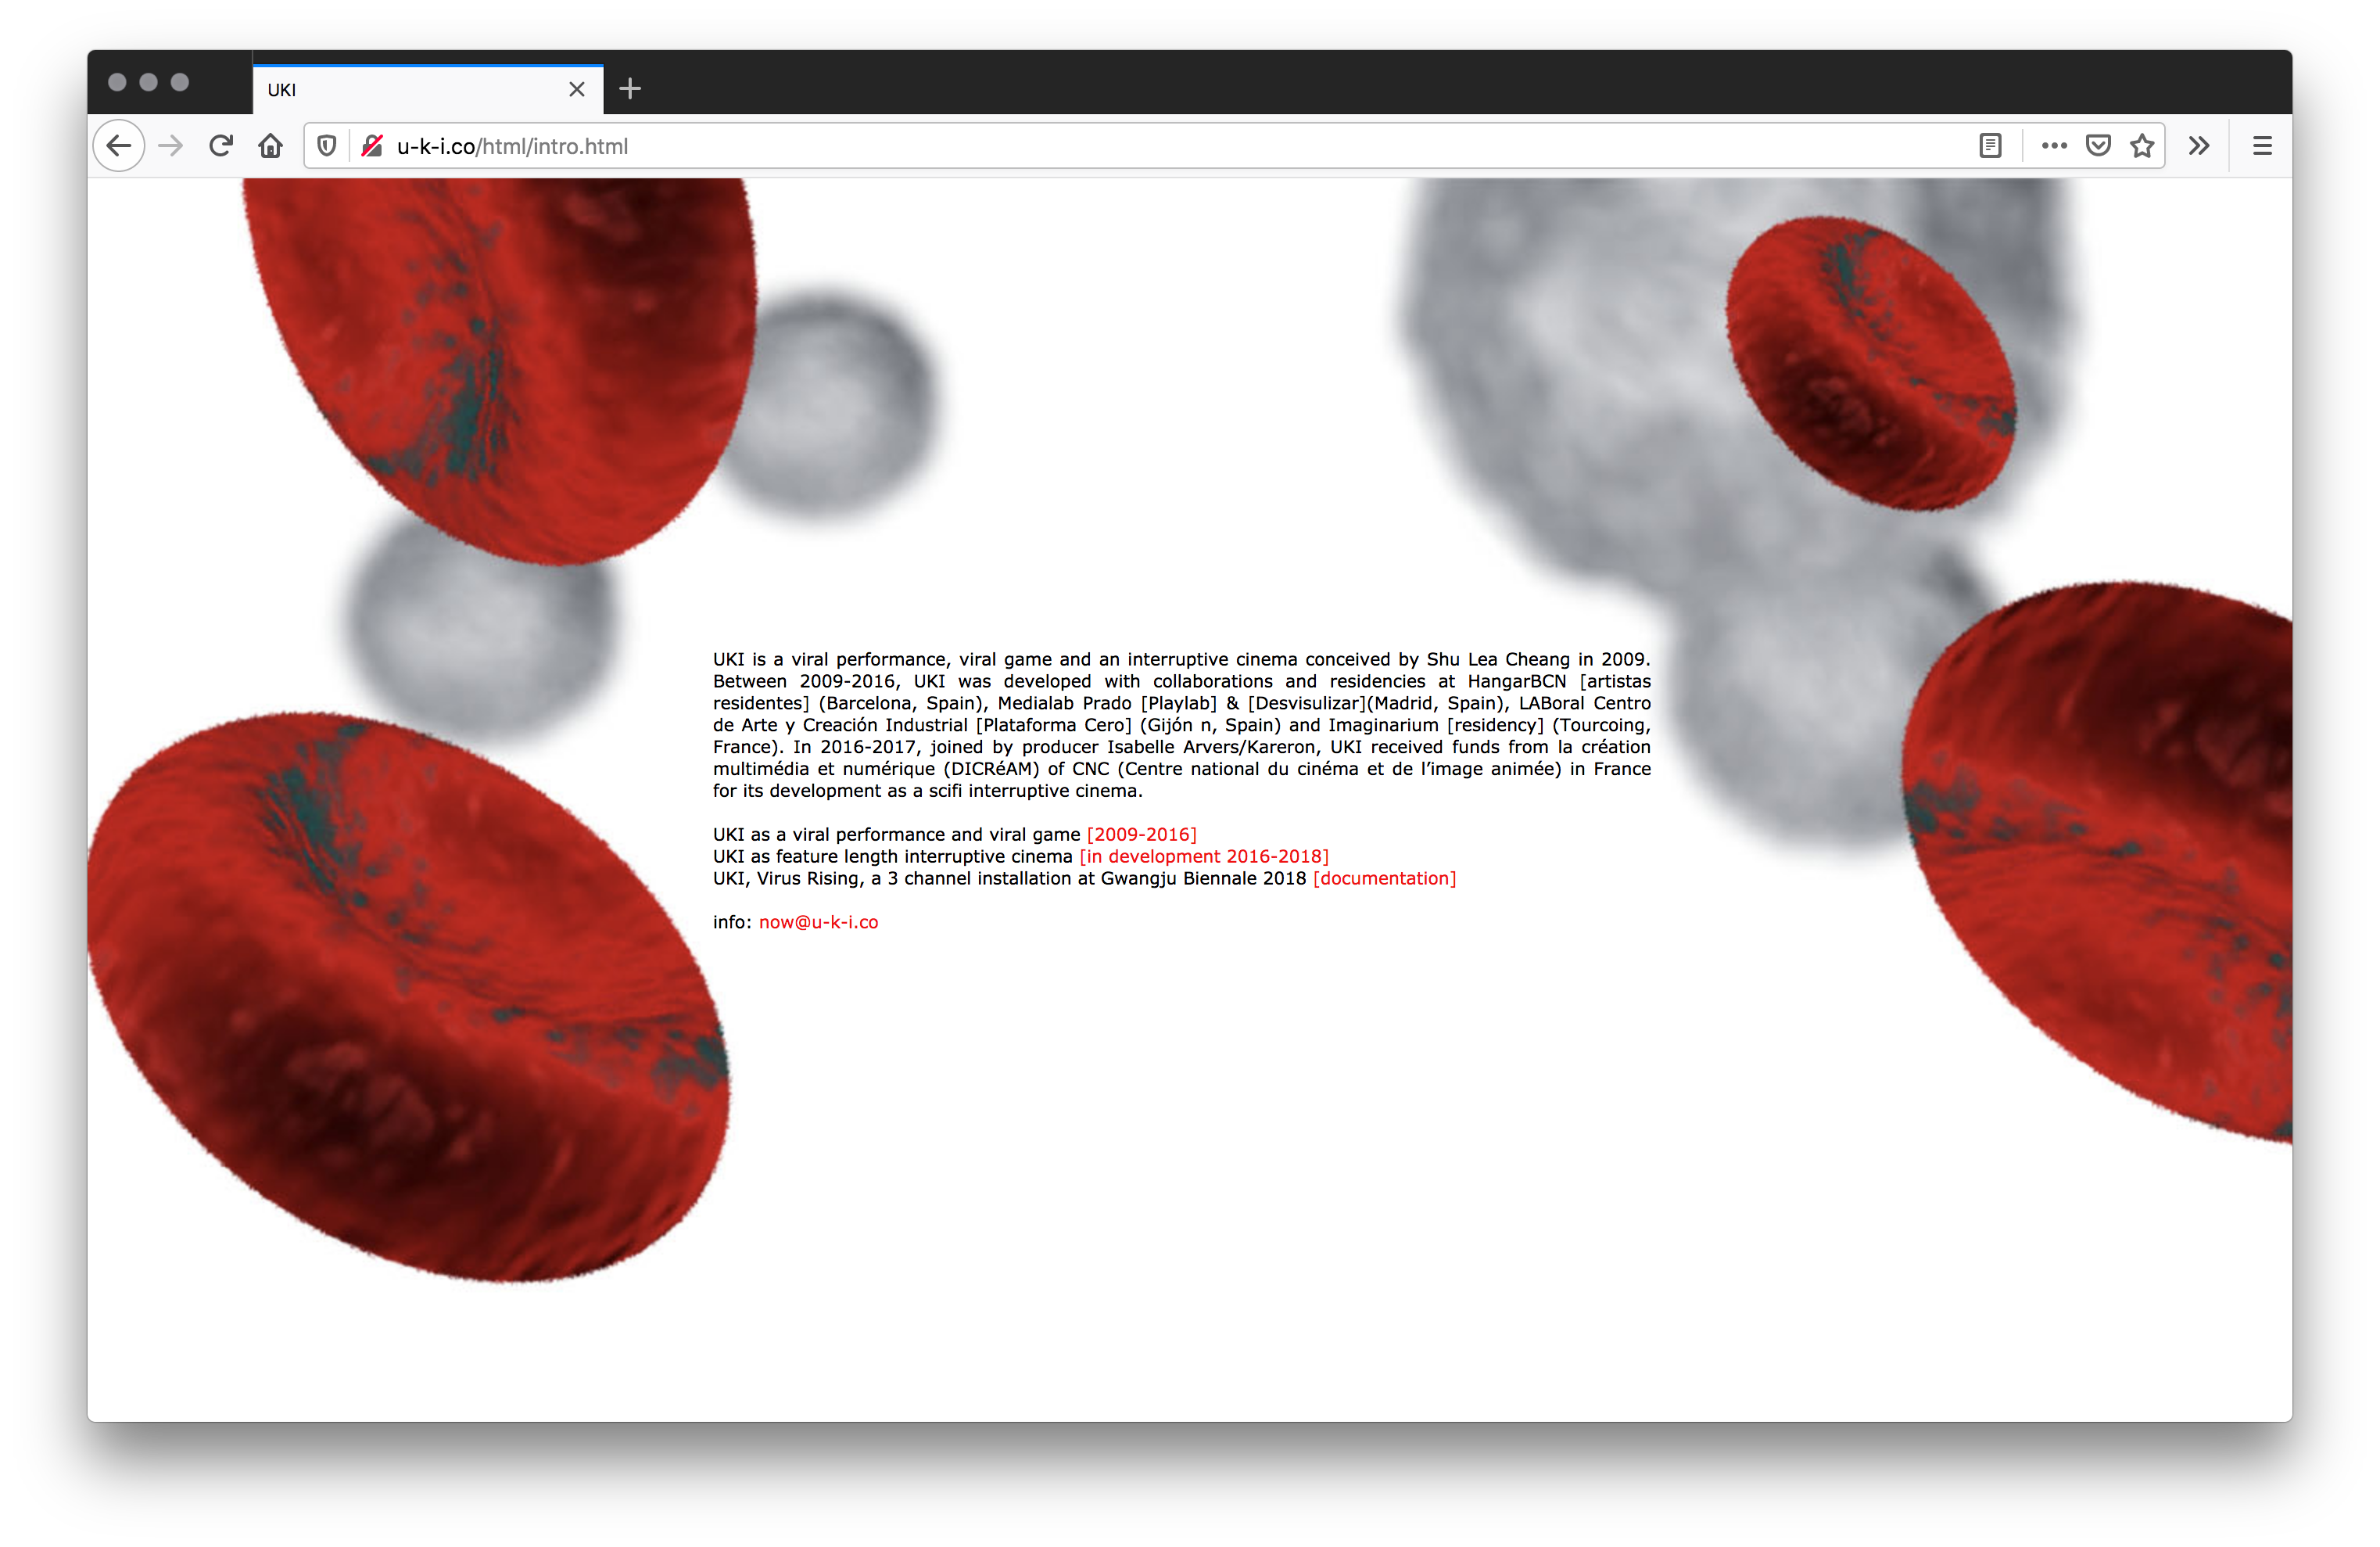 UKI
u-k-i.co/html/intro.html
UKI is a viral performance, viral game and an interruptive cinema conceived by Shu Lea Cheang in 2009.
Between 2009-2016, UKI was developed with collaborations and residencies at HangarBCN [artistas
residentes] (Barcelona, Spain), Medialab Prado [Playlab] & [Desvisulizar](Madrid, Spain), LABoral Centro
de Arte y Creación Industrial [Plataforma Cero] (Gijón n, Spain) and Imaginarium [residency] (Tourcoing,
France). In 2016-2017, joined by producer Isabelle Arvers/Kareron, UKI received funds from la création
multimédia et numérique (DICRéAM) of CNC (Centre national du cinéma et de l’image animée) in France
for its development as a scifi interruptive cinema.
UKI as a viral performance and viral game [2009-2016]
UKI as feature length interruptive cinema [in development 2016-2018]
UKI, Virus Rising, a 3 channel installation at Gwangju Biennale 2018 [documentation]
info: now@u-k-i.co